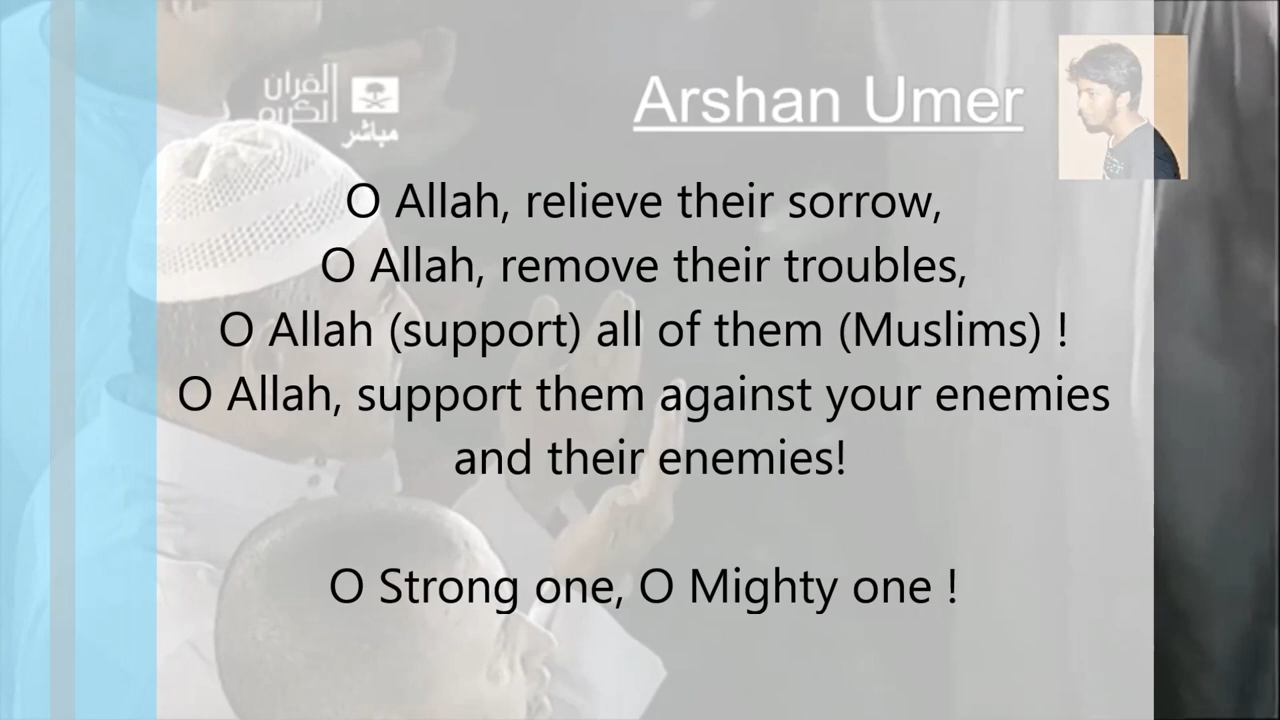 القرآن
الكريم
مباشر
Arshan Umer
O Allah, relieve their sorrow,
O Allah, remove their troubles,
O Allah (support) all of them (Muslims) !
O Allah, support them against your enemies
and their enemies!
O Strong one, O Mighty one !